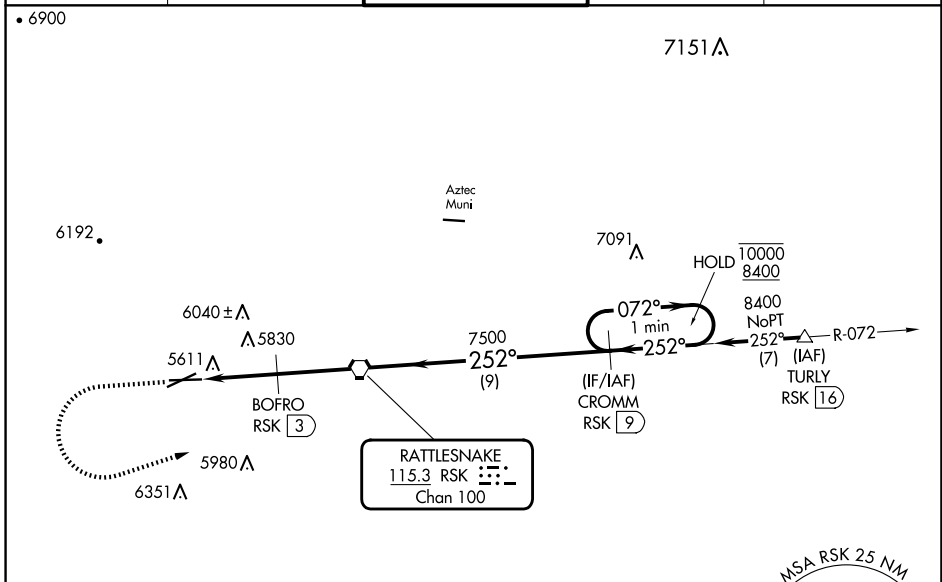 6900
7151
Aztec
Muni
6192
7091
HOLD 10000
8400
6040 ±
072°
1 min
8400
NoPT
5830
7500
252°
252°
R-072
5611
252°
(9)
(7)
(IAF)
TURLY
RSK 16
(IF/IAF)
CROMM
RSK 9
BOFRO
RSK 3
RATTLESNAKE
115.3 RSK
Chan 100
5980
6351
MSA RSK 25 NM